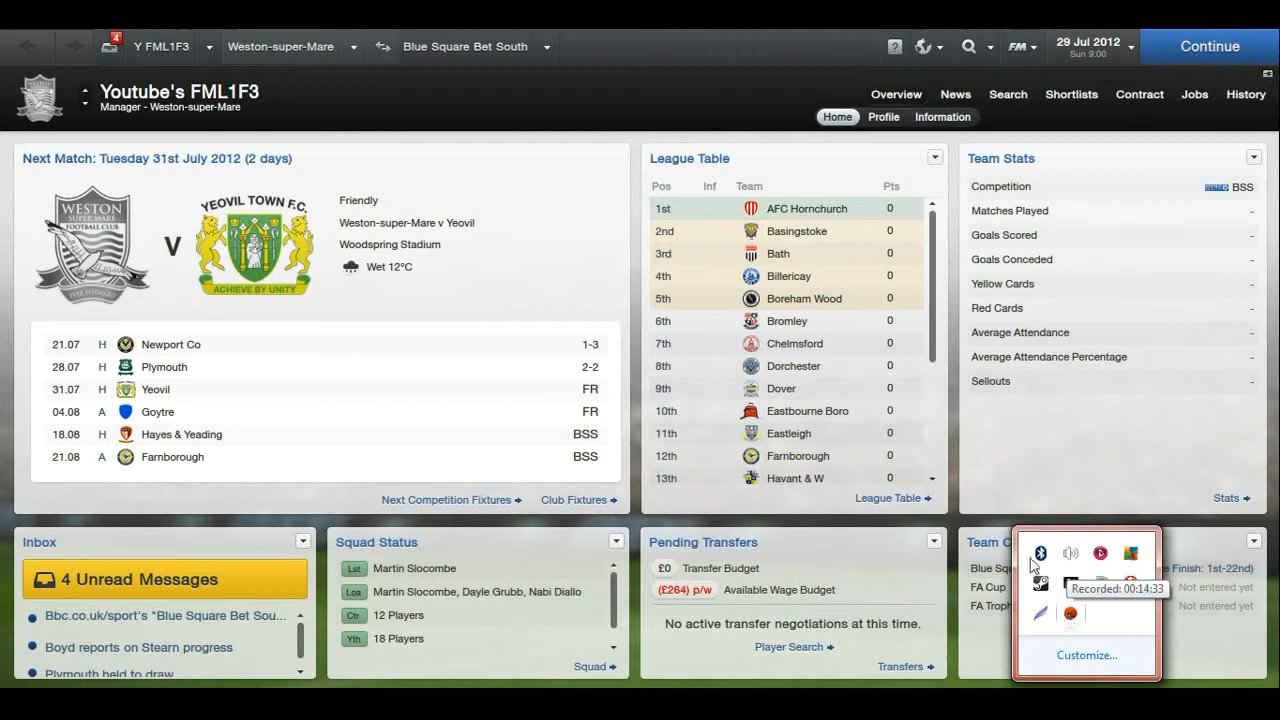 4
Y FML1F3
Weston-super-Mare
Blue Square Bet South
?
FM
29 Jul 2012
Sun 9:00
Continue
Youtube's FML1F3
Manager - Weston-super-Mare
Overview News Search Shortlists Contract Jobs History
Home Profile Information
Next Match: Tuesday 31st July 2012 (2 days)
WESTON
SUPER MARE
FOOTBALL CLUB
EVER FORWARD
V
YEOVIL TOWN F.C.
ACHIEVE BY UNITY
Friendly
Weston-super-Mare v Yeovil
Woodspring Stadium
Wet 12°C
21.07 H Newport Co 1-3
28.07 H Plymouth 2-2
31.07 H Yeovil FR
04.08 A Goytre FR
18.08 H Hayes & Yeading BSS
21.08 A Farnborough BSS
Next Competition Fixtures Club Fixtures
League Table
Pos Inf Team Pts
1st AFC Hornchurch 0
2nd Basingstoke 0
3rd Bath 0
4th Billericay 0
5th Boreham Wood 0
6th Bromley 0
7th Chelmsford 0
8th Dorchester 0
9th Dover 0
10th Eastbourne Boro 0
11th Eastleigh 0
12th Farnborough 0
13th Havant & W 0
League Table
Team Stats
Competition BSS
Matches Played -
Goals Scored -
Goals Conceded -
Yellow Cards -
Red Cards -
Average Attendance -
Average Attendance Percentage -
Sellouts -
Stats
Inbox
4 Unread Messages
Bbc.co.uk/sport's "Blue Square Bet Sou...
Boyd reports on Stearn progress
Plymouth held to draw
Squad Status
Lst Martin Slocombe
Loa Martin Slocombe, Dayle Grubb, Nabi Diallo
Ctr 12 Players
Yth 18 Players
Squad
Pending Transfers
£0 Transfer Budget
(£264) p/w Available Wage Budget
No active transfer negotiations at this time.
Player Search
Transfers
Team C
Blue Squ e Finish: 1st-22nd)
FA Cup Not entered yet
FA Troph Not entered yet
Recorded: 00:14:33
Customize...